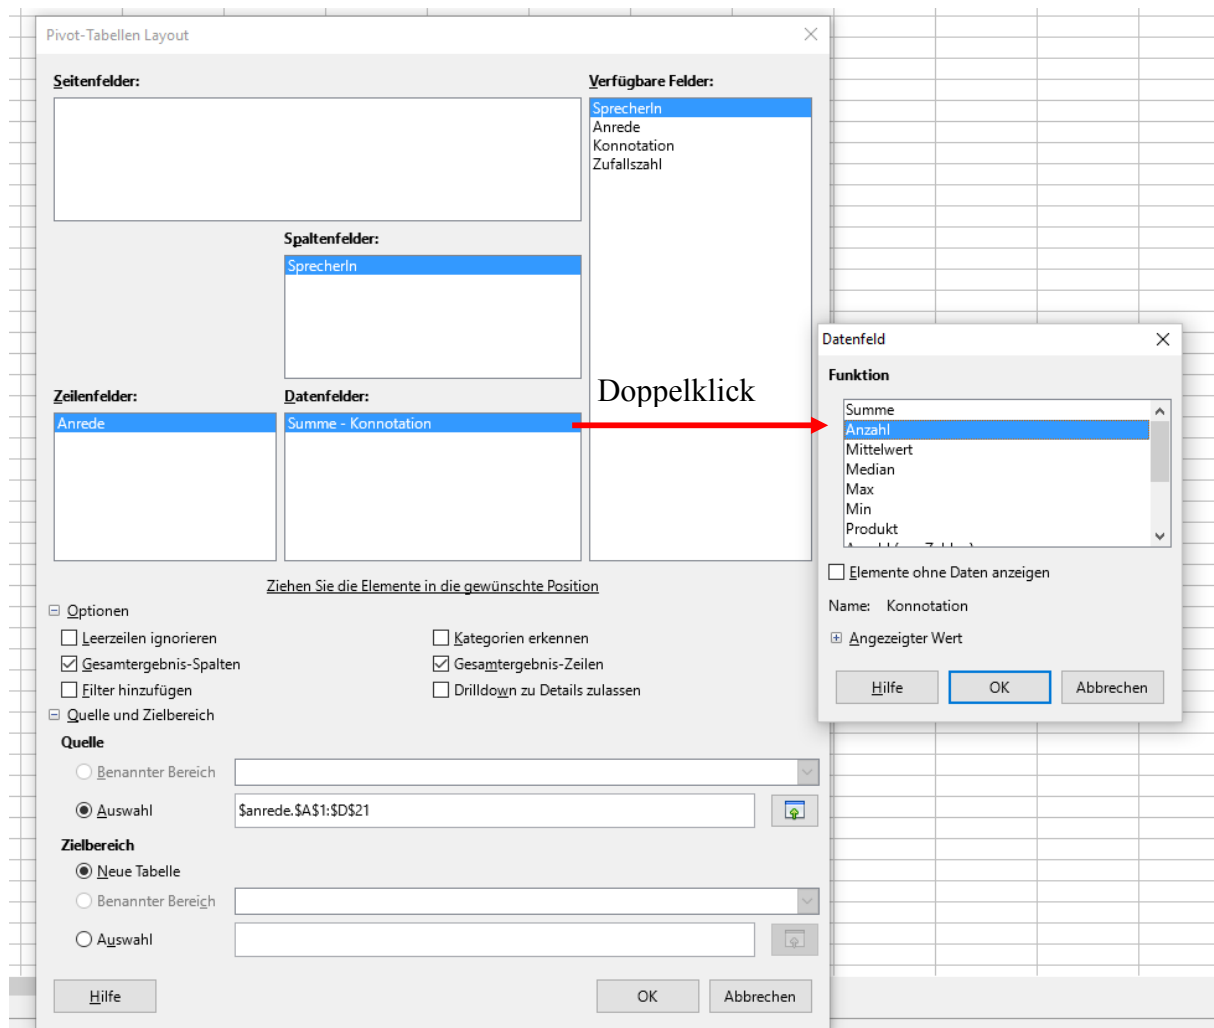 Pivot-Tabellen Layout
Seitenfelder:
Verfügbare Felder:
SprecherIn
Anrede
Konnotation
Zufallszahl
Spaltenfelder:
SprecherIn
Zeilenfelder:
Anrede
Datenfelder:
Summe - Konnotation
Doppelklick
Ziehen Sie die Elemente in die gewünschte Position
Optionen
Leerzeilen ignorieren
Kategorien erkennen
Gesamtergebnis-Spalten
Gesamtergebnis-Zeilen
Filter hinzufügen
Drilldown zu Details zulassen
Quelle und Zielbereich
Quelle
Benannter Bereich
Auswahl
$anrede.$A$1:$D$21
Zielbereich
Neue Tabelle
Benannter Bereich
Auswahl
Hilfe
OK
Abbrechen
Datenfeld
Funktion
Summe
Anzahl
Mittelwert
Median
Max
Min
Produkt
Elemente ohne Daten anzeigen
Name: Konnotation
Angezeigter Wert
Hilfe
OK
Abbrechen